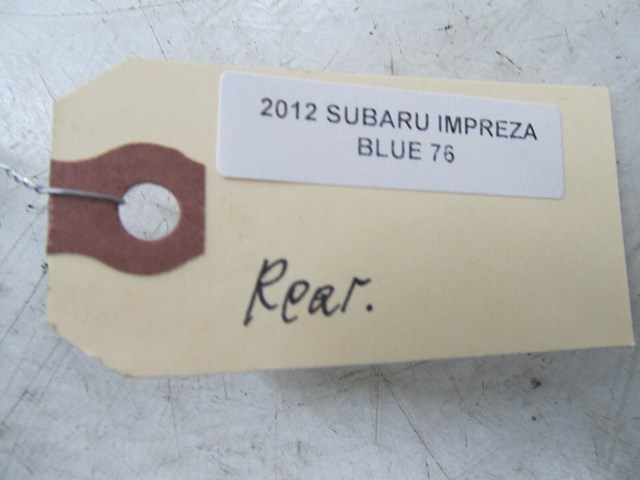 2012 SUBARU IMPREZA
BLUE 76
Rear.